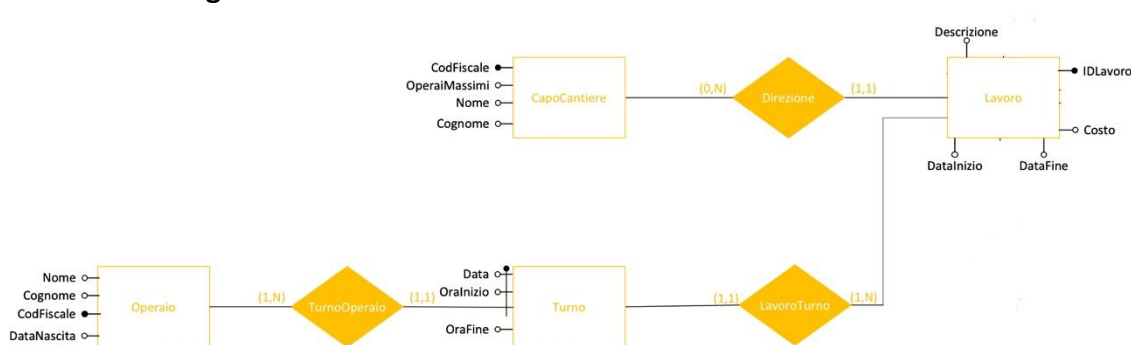 Descrizione
CodFiscale
OperaiMassimi
Nome
Cognome
CapoCantiere
(0,N)
Direzione
(1,1)
Lavoro
IDLavoro
Costo
DataInizio
DataFine
Nome
Cognome
CodFiscale
DataNascita
Operaio
(1,N)
TurnoOperaio
(1,1)
Data
OraInizio
OraFine
Turno
(1,1)
LavoroTurno
(1,N)